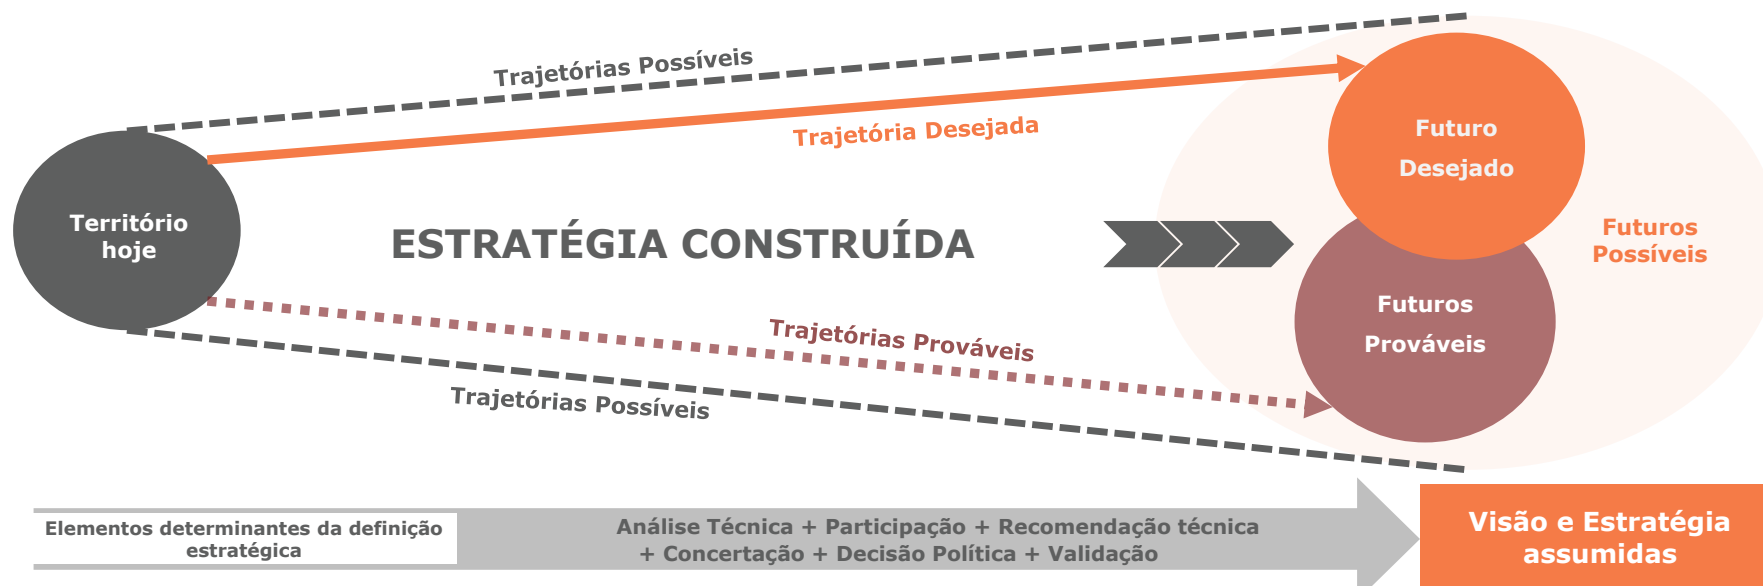 Trajetórias Possíveis
Trajetória Desejada
Futuro
Desejado
Território
hoje
ESTRATÉGIA CONSTRUÍDA
Futuros
Possíveis
Futuros
Prováveis
Trajetórias Prováveis
Trajetórias Possíveis
Elementos determinantes da definição
estratégica
Análise Técnica + Participação + Recomendação técnica
+ Concertação + Decisão Política + Validação
Visão e Estratégia
assumidas